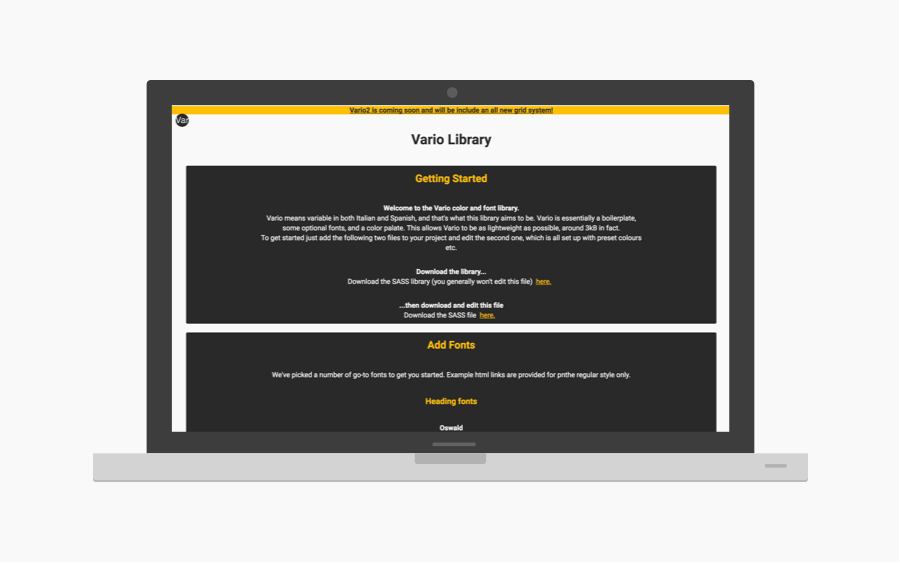 Vario2 is coming soon and will be include an all new grid system!
Var
Vario Library
Getting Started
Welcome to the Vario color and font library.
Vario means variable in both Italian and Spanish, and that's what this library aims to be. Vario is essentially a boilerplate,
some optional fonts, and a color palate. This allows Vario to be as lightweight as possible, around 3kB in fact.
To get started just add the following two files to your project and edit the second one, which is all set up with preset colours
etc.
Download the library...
Download the SASS library (you generally won't edit this file) here.
...then download and edit this file
Download the SASS file here.
Add Fonts
We've picked a number of go-to fonts to get you started. Example html links are provided for pnthe regular style only.
Heading fonts
Oswald